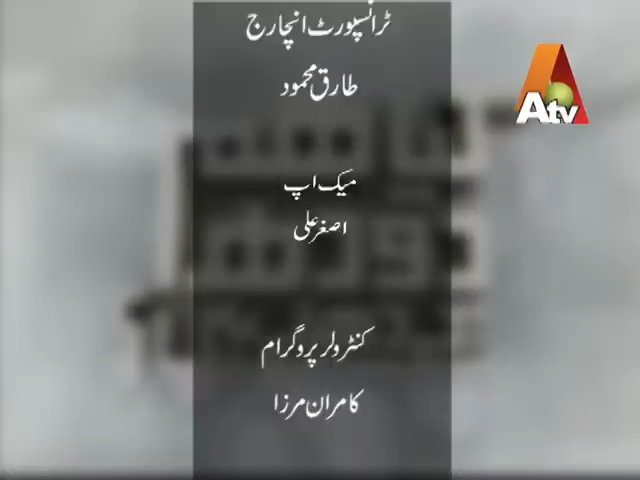 ٹرانسپورٹ انچارج
طارق محمود
Atv
میک اپ
اصغر علی
کنٹرولر پروگرام
کامران مرزا